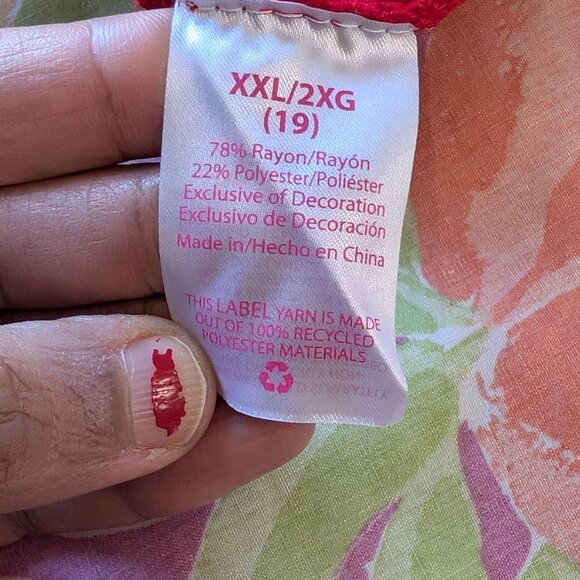 XXL/2XG
(19)
78% Rayon/Rayón
22% Polyester/Poliéster
Exclusive of Decoration
Exclusivo de Decoración
Made in/Hecho en China
THIS LABEL YARN IS MADE
OUT OF 100% RECYCLED
POLYESTER MATERIALS